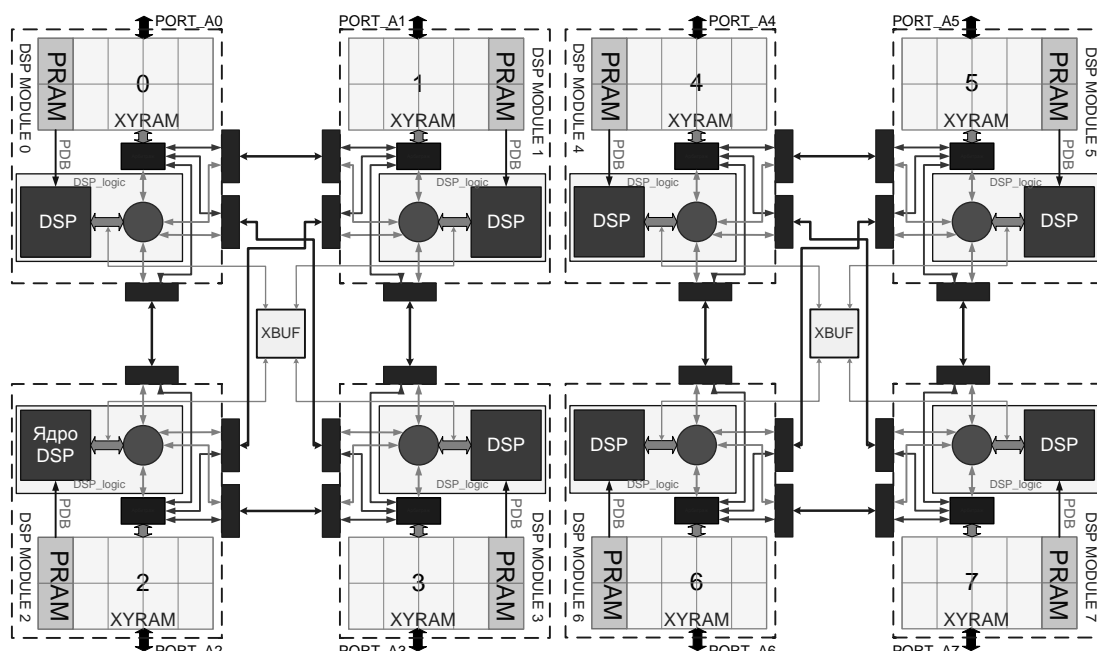 PORT_A0
PORT_A1
PORT_A4
PORT_A5
DSP MODULE 0
PRAM
0
XYRAM
PDB
DSP_logic
DSP
1
XYRAM
PRAM
DSP MODULE 1
PDB
DSP_logic
DSP
DSP MODULE 4
PRAM
4
XYRAM
PDB
DSP_logic
DSP
5
XYRAM
PRAM
DSP MODULE 5
PDB
DSP_logic
DSP
XBUF
XBUF
Ядро
DSP
DSP_logic
PDB
DSP MODULE 2
PRAM
2
XYRAM
DSP
DSP_logic
PDB
3
XYRAM
PRAM
DSP MODULE 3
DSP
DSP_logic
PDB
DSP MODULE 6
PRAM
6
XYRAM
DSP
DSP_logic
PDB
7
XYRAM
PRAM
DSP MODULE 7
PORT_A2
PORT_A3
PORT_A6
PORT_A7